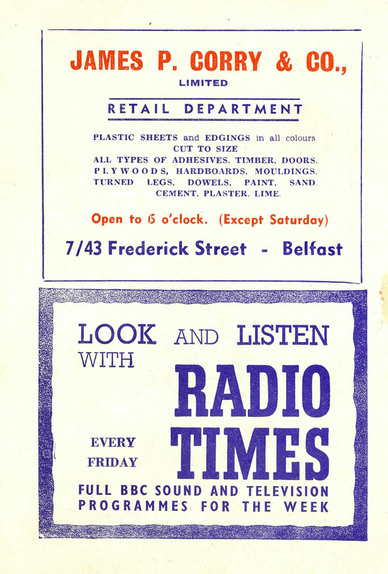 JAMES P. CORRY & CO.,
LIMITED
RETAIL DEPARTMENT
PLASTIC SHEETS and EDGINGS in all colours
CUT TO SIZE
ALL TYPES OF ADHESIVES, TIMBER, DOORS,
PLYWOODS, HARDBOARDS, MOULDINGS,
TURNED LEGS, DOWELS, PAINT, SAND
CEMENT, PLASTER, LIME.
Open to 6 o'clock. (Except Saturday)
7/43 Frederick Street - Belfast
LOOK AND LISTEN
WITH
RADIO
EVERY
FRIDAY
TIMES
FULL BBC SOUND AND TELEVISION
PROGRAMMES FOR THE WEEK